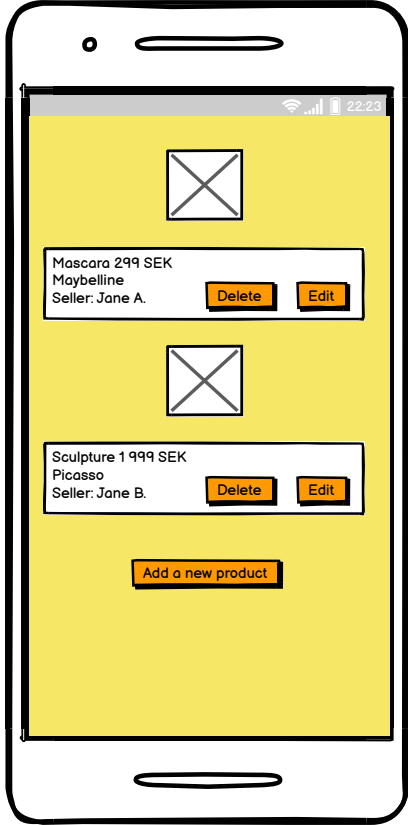 22:23
Mascara 299 SEK
Maybelline
Seller: Jane A.
Delete
Edit
Sculpture 1 999 SEK
Picasso
Seller: Jane B.
Delete
Edit
Add a new product